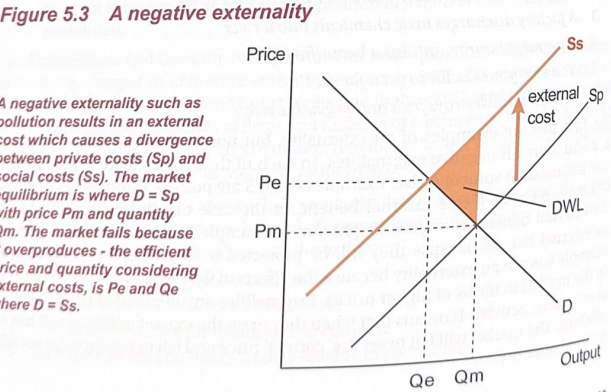 Figure 5.3 A negative externality
A negative externality such as
pollution results in an external
cost which causes a divergence
between private costs (Sp) and
social costs (Ss). The market
equilibrium is where D = Sp
with price Pm and quantity
Qm. The market fails because
overproduces - the efficient
price and quantity considering
external costs, is Pe and Qe
where D = Ss.
Price
Ss
external
cost
Sp
Pe
DWL
Pm
D
Output
Qe Qm